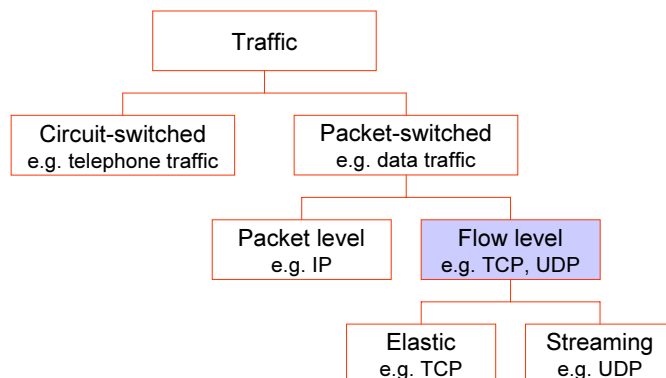 Traffic
Circuit-switched
e.g. telephone traffic
Packet-switched
e.g. data traffic
Packet level
e.g. IP
Flow level
e.g. TCP, UDP
Elastic
e.g. TCP
Streaming
e.g. UDP